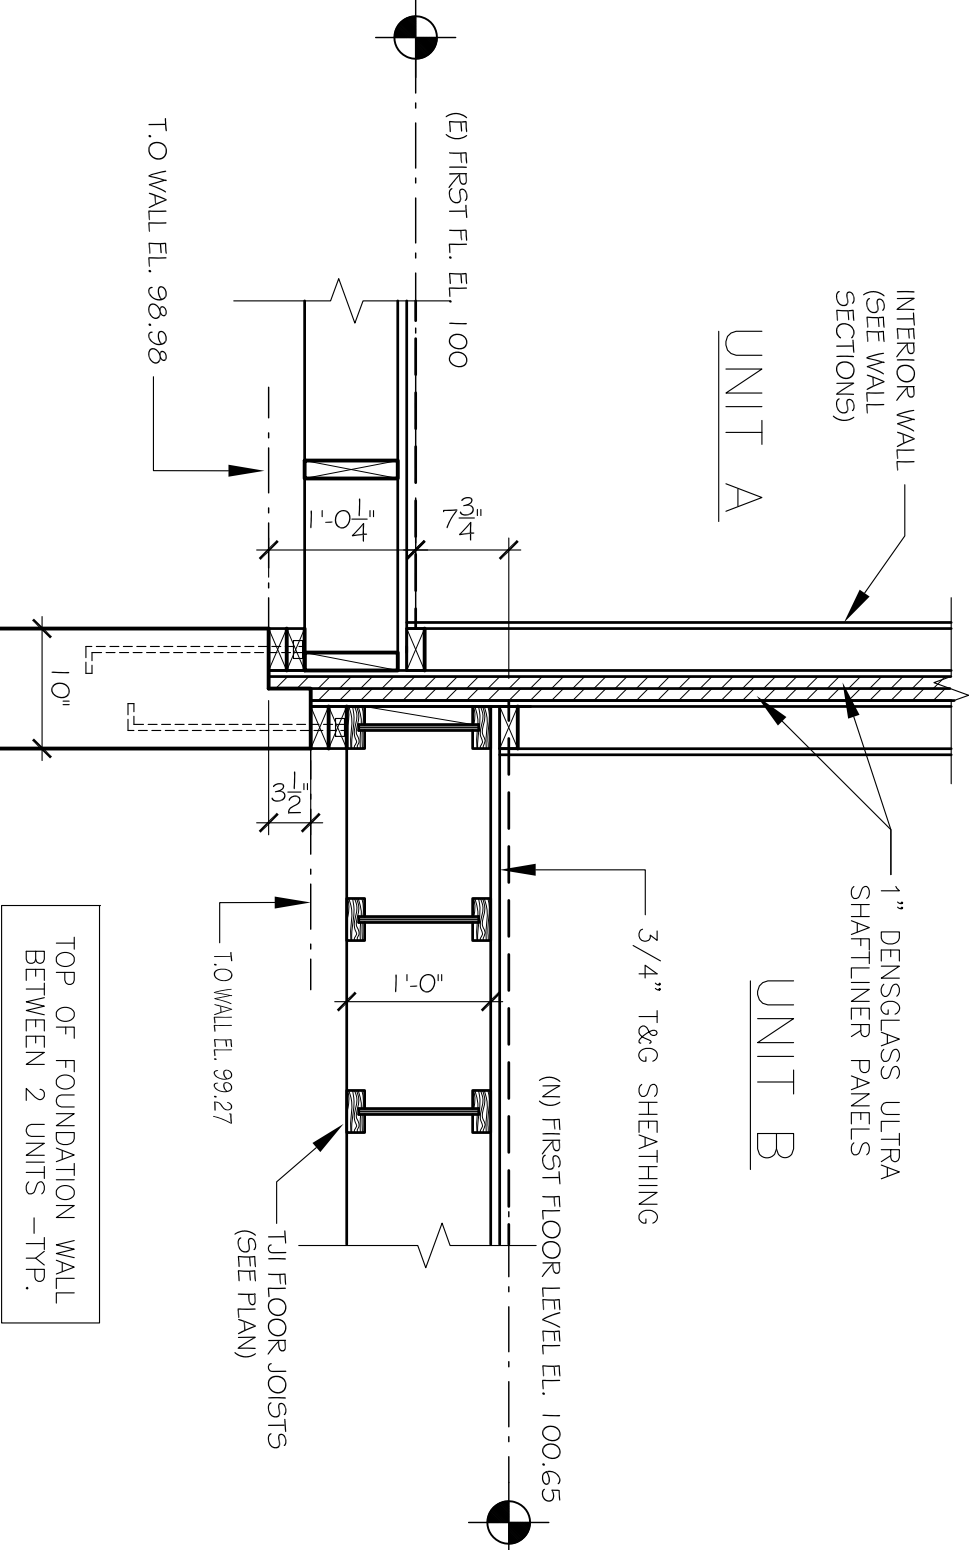 INTERIOR WALL
(SEE WALL
SECTIONS)
UNIT A
1" DENSGLASS ULTRA
SHAFTLINER PANELS
UNIT B
3/4" T&G SHEATHING
(E) FIRST FL. EL. 100
(N) FIRST FLOOR LEVEL EL. 100.65
7 3/4"
1'-0 1/4"
1'-0"
T.O WALL EL. 98.98
3 1/2"
T.O WALL EL. 99.27
TJI FLOOR JOISTS
(SEE PLAN)
10"
TOP OF FOUNDATION WALL
BETWEEN 2 UNITS -TYP.